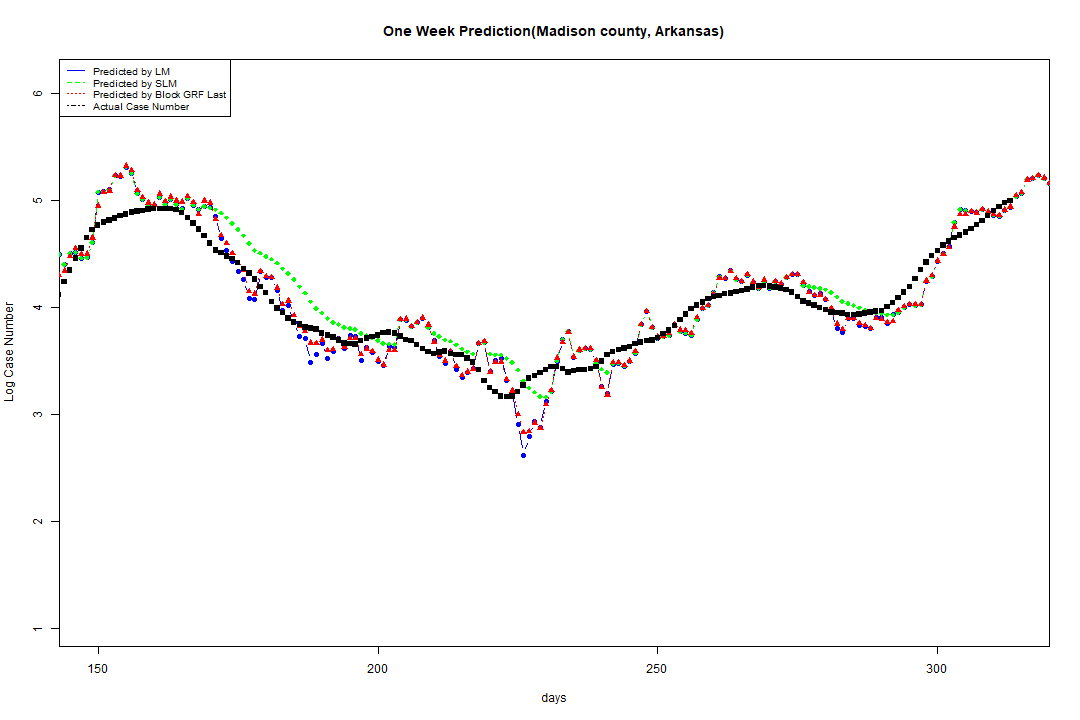 One Week Prediction(Madison county, Arkansas)
Predicted by LM
Predicted by SLM
Predicted by Block GRF Last
Actual Case Number
6
5
4
3
2
1
Log Case Number
150 200 250 300
days